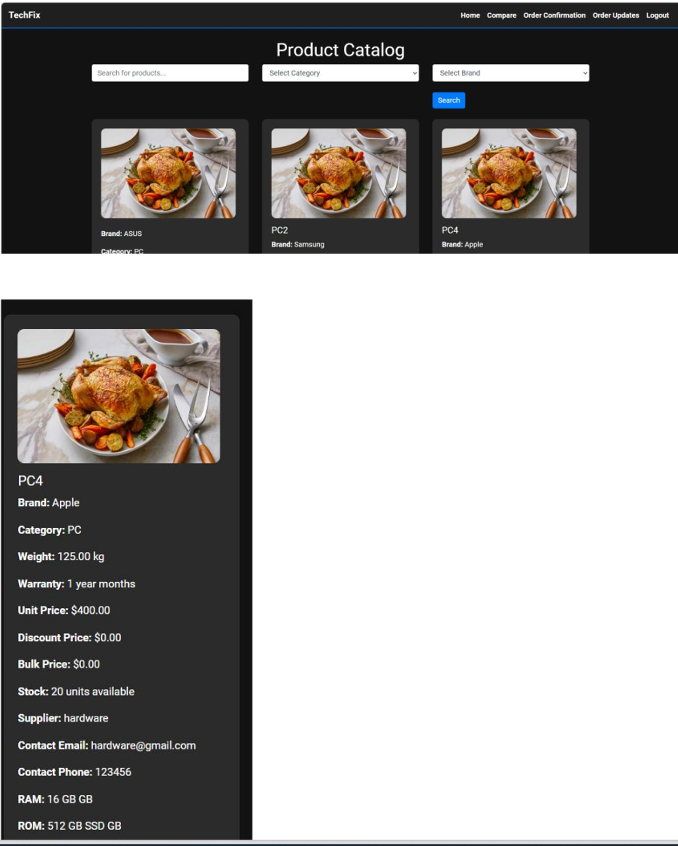 TechFix
Home Compare Order Confirmation Order Updates Logout
Product Catalog
Search for products...
Select Category
Select Brand
Search
Brand: ASUS
Category: PC
PC2
Brand: Samsung
PC4
Brand: Apple
PC4
Brand: Apple
Category: PC
Weight: 125.00 kg
Warranty: 1 year months
Unit Price: $400.00
Discount Price: $0.00
Bulk Price: $0.00
Stock: 20 units available
Supplier: hardware
Contact Email: hardware@gmail.com
Contact Phone: 123456
RAM: 16 GB GB
ROM: 512 GB SSD GB